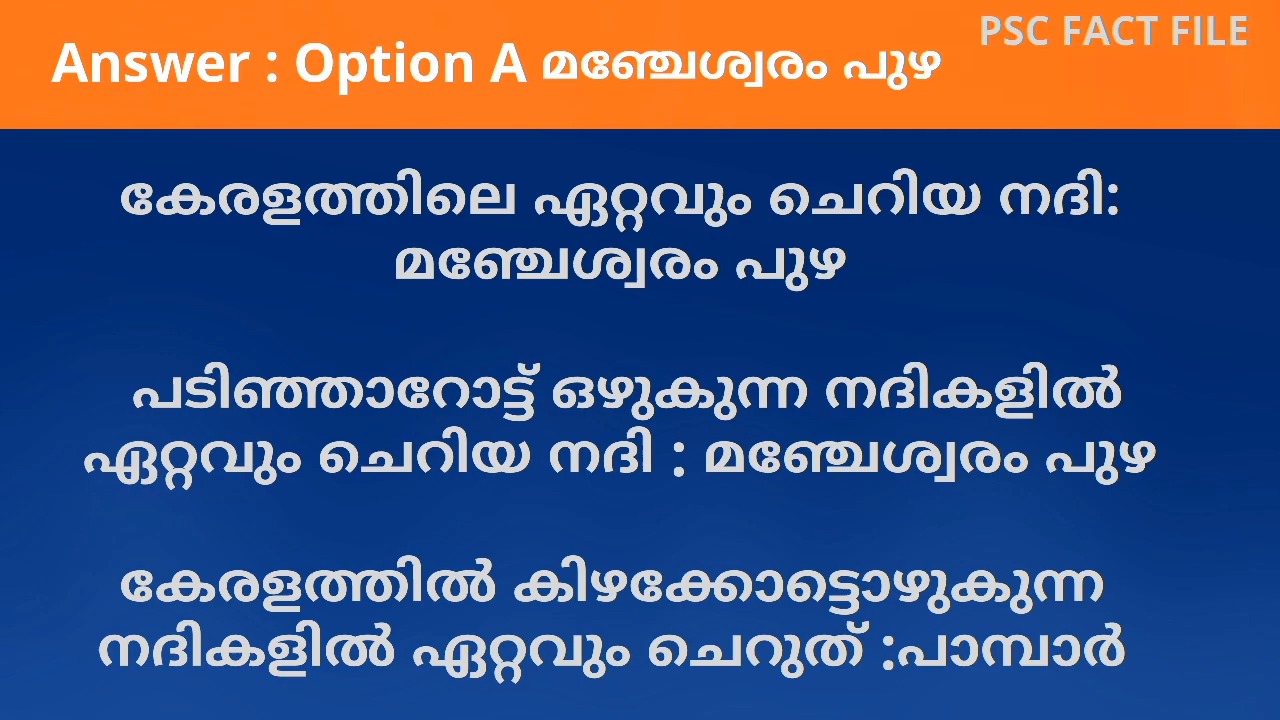 PSC FACT FILE
Answer : Option A മഞ്ചേശ്വരം പുഴ
കേരളത്തിലെ ഏറ്റവും ചെറിയ നദി:
മഞ്ചേശ്വരം പുഴ
പടിഞ്ഞാറോട്ട് ഒഴുകുന്ന നദികളിൽ
ഏറ്റവും ചെറിയ നദി : മഞ്ചേശ്വരം പുഴ
കേരളത്തിൽ കിഴക്കോട്ടൊഴുകുന്ന
നദികളിൽ ഏറ്റവും ചെറുത് :പാമ്പാർ